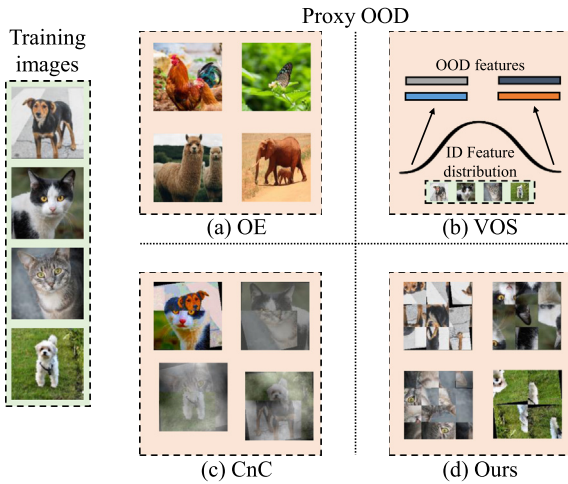 Proxy OOD
Training
images
OOD features
ID Feature
distribution
(a) OE
(b) VOS
(c) CnC
(d) Ours